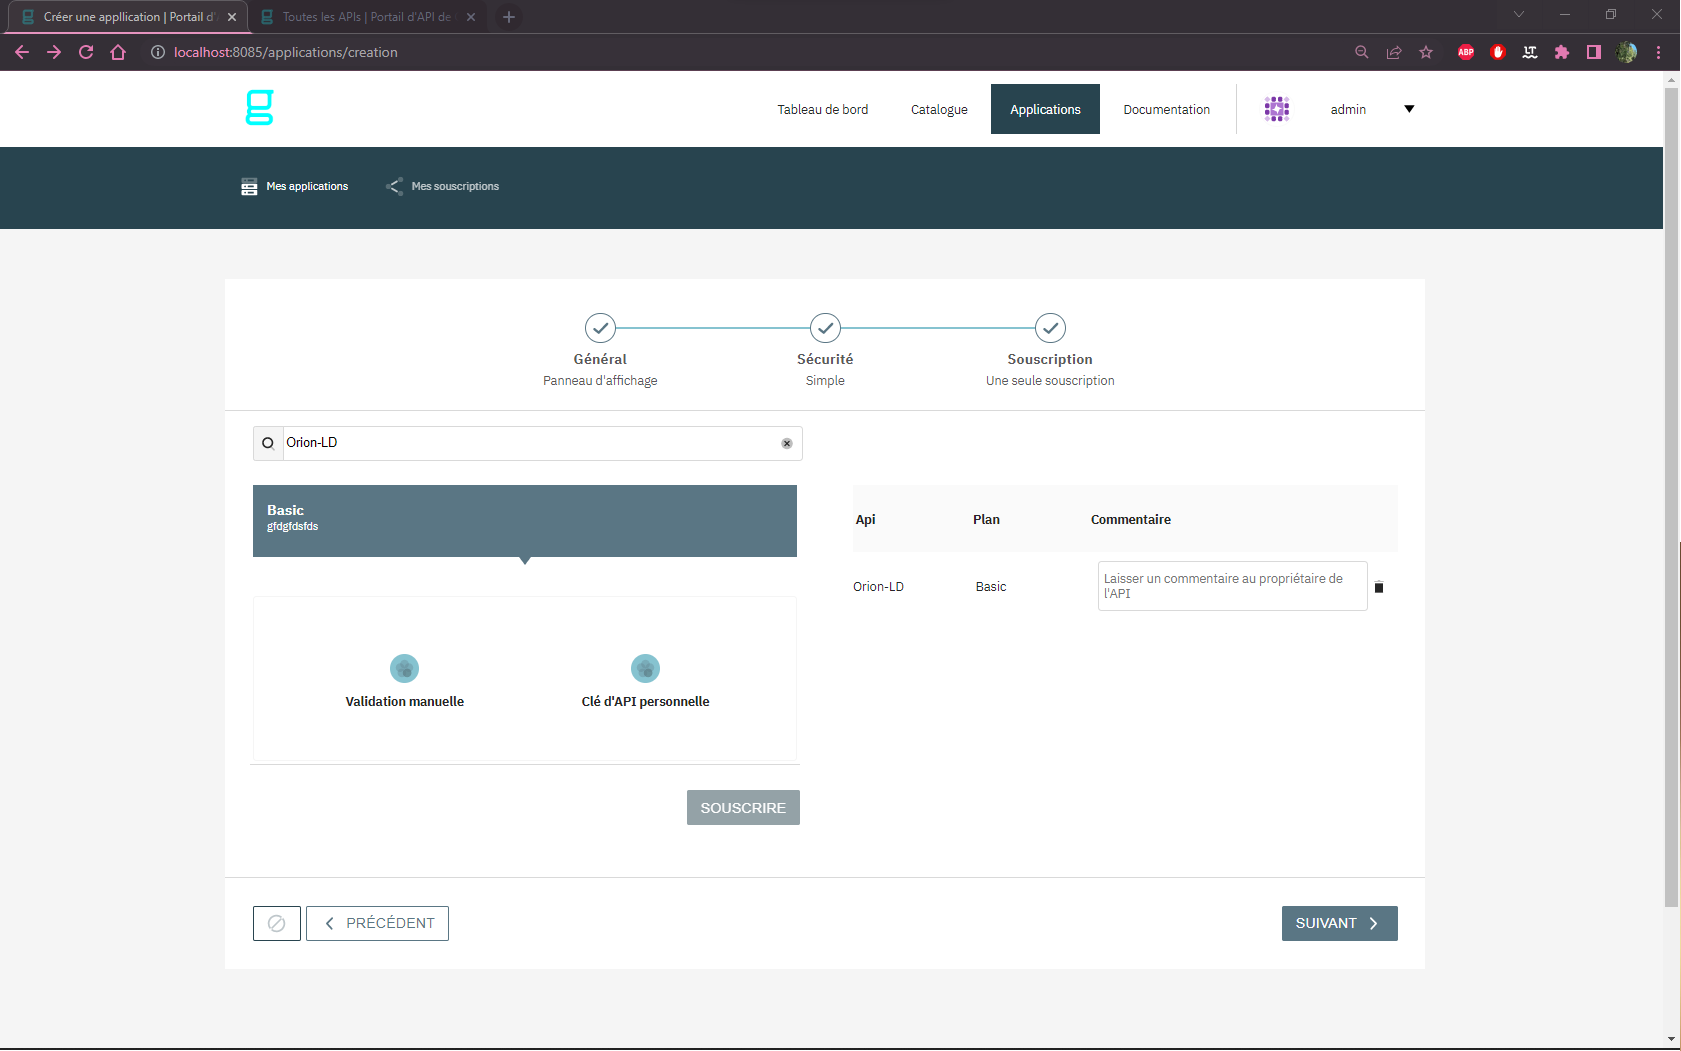 Créer une appllication | Portail d'
Toutes les APIs | Portail d'API de
localhost:8085/applications/creation
ABP
LT
g
Tableau de bord
Catalogue
Applications
Documentation
admin
Mes applications
Mes souscriptions
Général
Panneau d'affichage
Sécurité
Simple
Souscription
Une seule souscription
Orion-LD
Basic
gfdgfdsfds
Api
Plan
Commentaire
Orion-LD
Basic
Laisser un commentaire au propriétaire de
l'API
Validation manuelle
Clé d'API personnelle
SOUSCRIRE
PRÉCÉDENT
SUIVANT